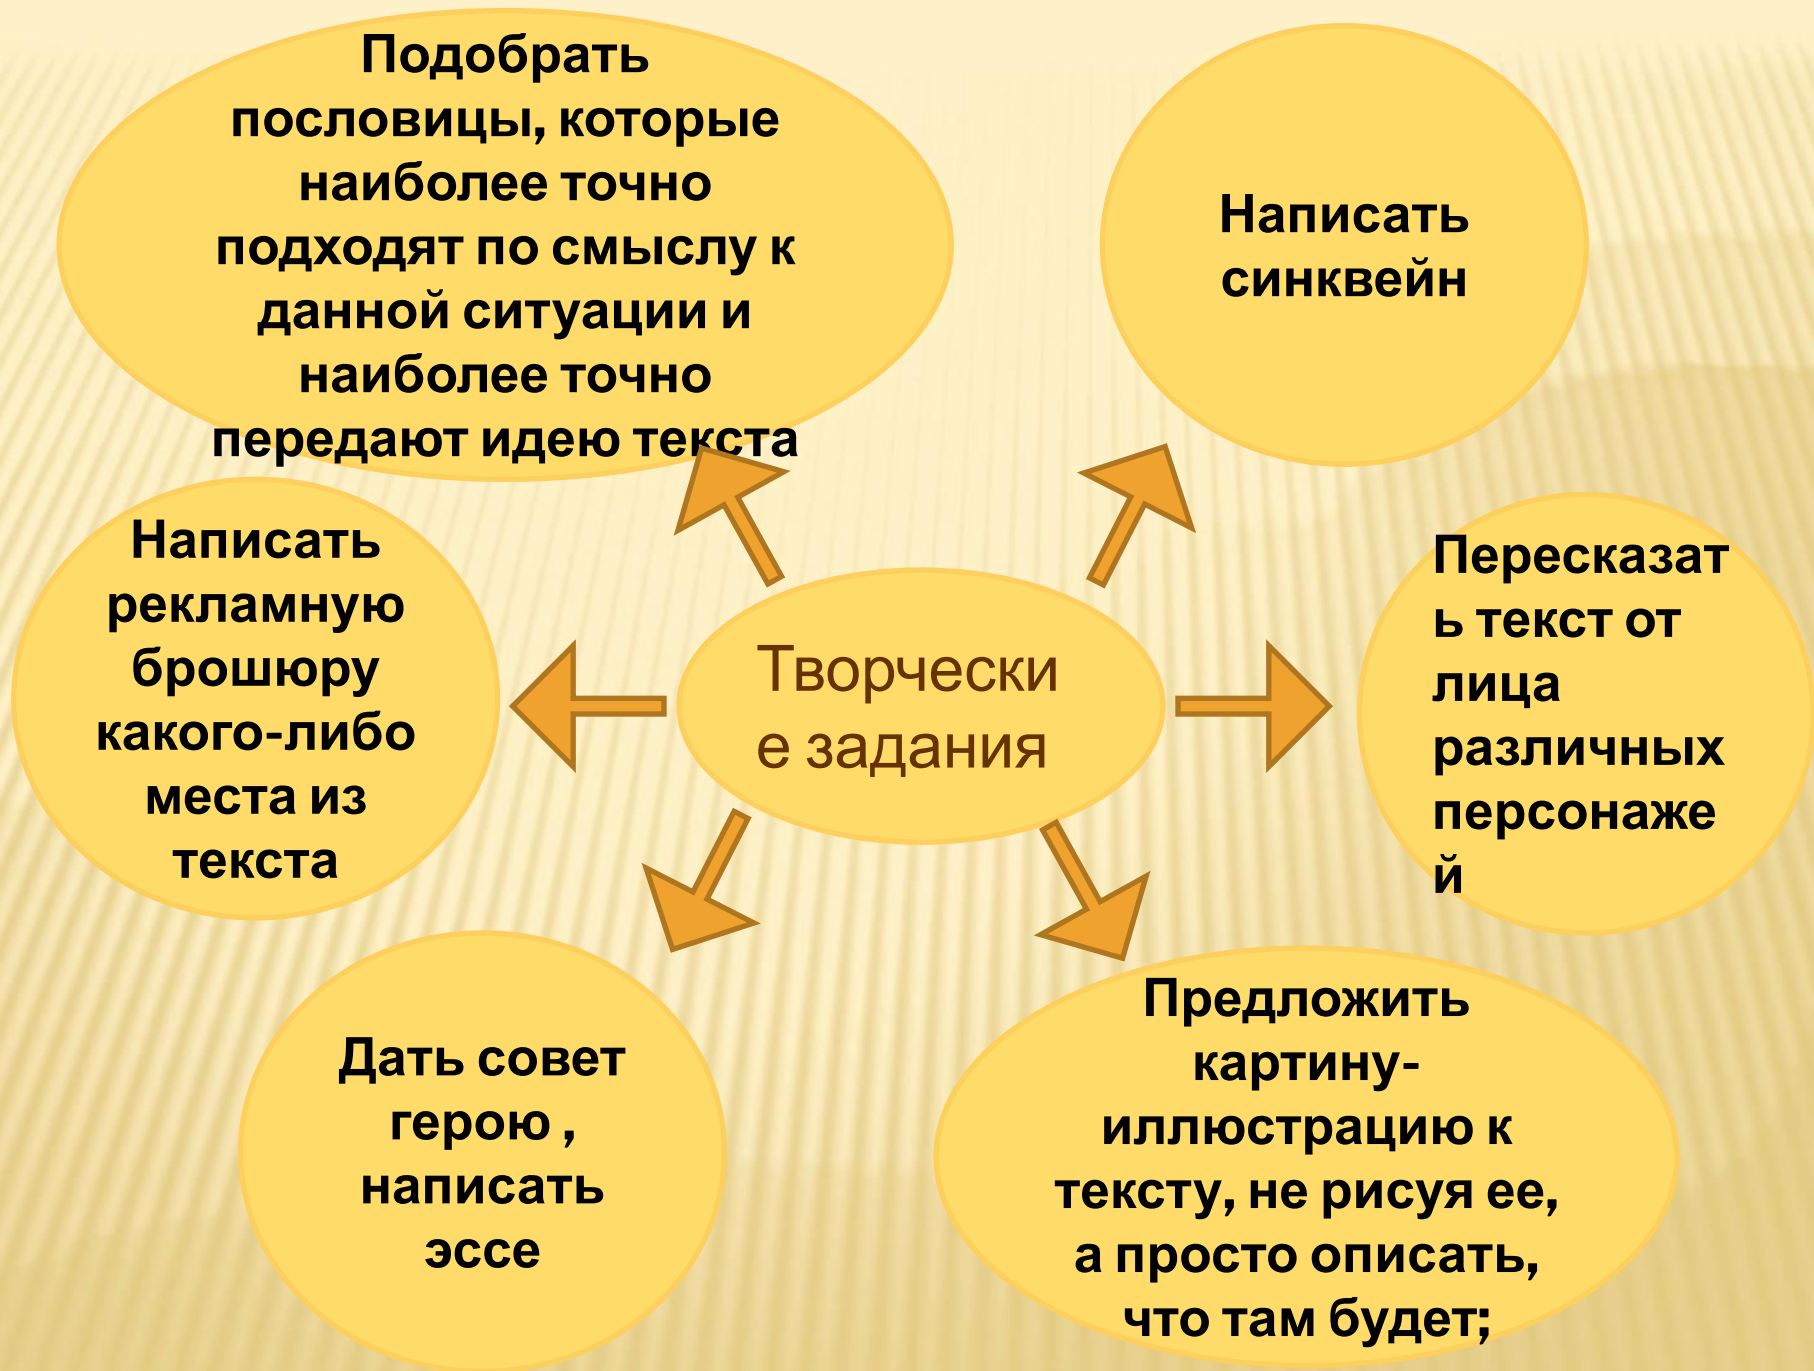 Подобрать
пословицы, которые
наиболее точно
подходят по смыслу к
данной ситуации и
наиболее точно
передают идею текста
Написать
синквейн
Написать
рекламную
брошюру
какого-либо
места из
текста
Творчески
е задания
Пересказат
ь текст от
лица
различных
персонаже
й
Дать совет
герою ,
написать
эссе
Предложить
картину-
иллюстрацию к
тексту, не рисуя ее,
а просто описать,
что там будет;